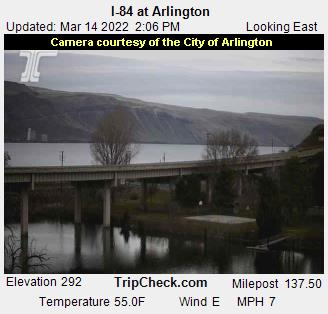 I-84 at Arlington
Updated: Mar 14 2022 2:06 PM Looking East
Camera courtesy of the City of Arlington
Elevation 292 TripCheck.com Milepost 137.50
Temperature 55.0F Wind E MPH 7